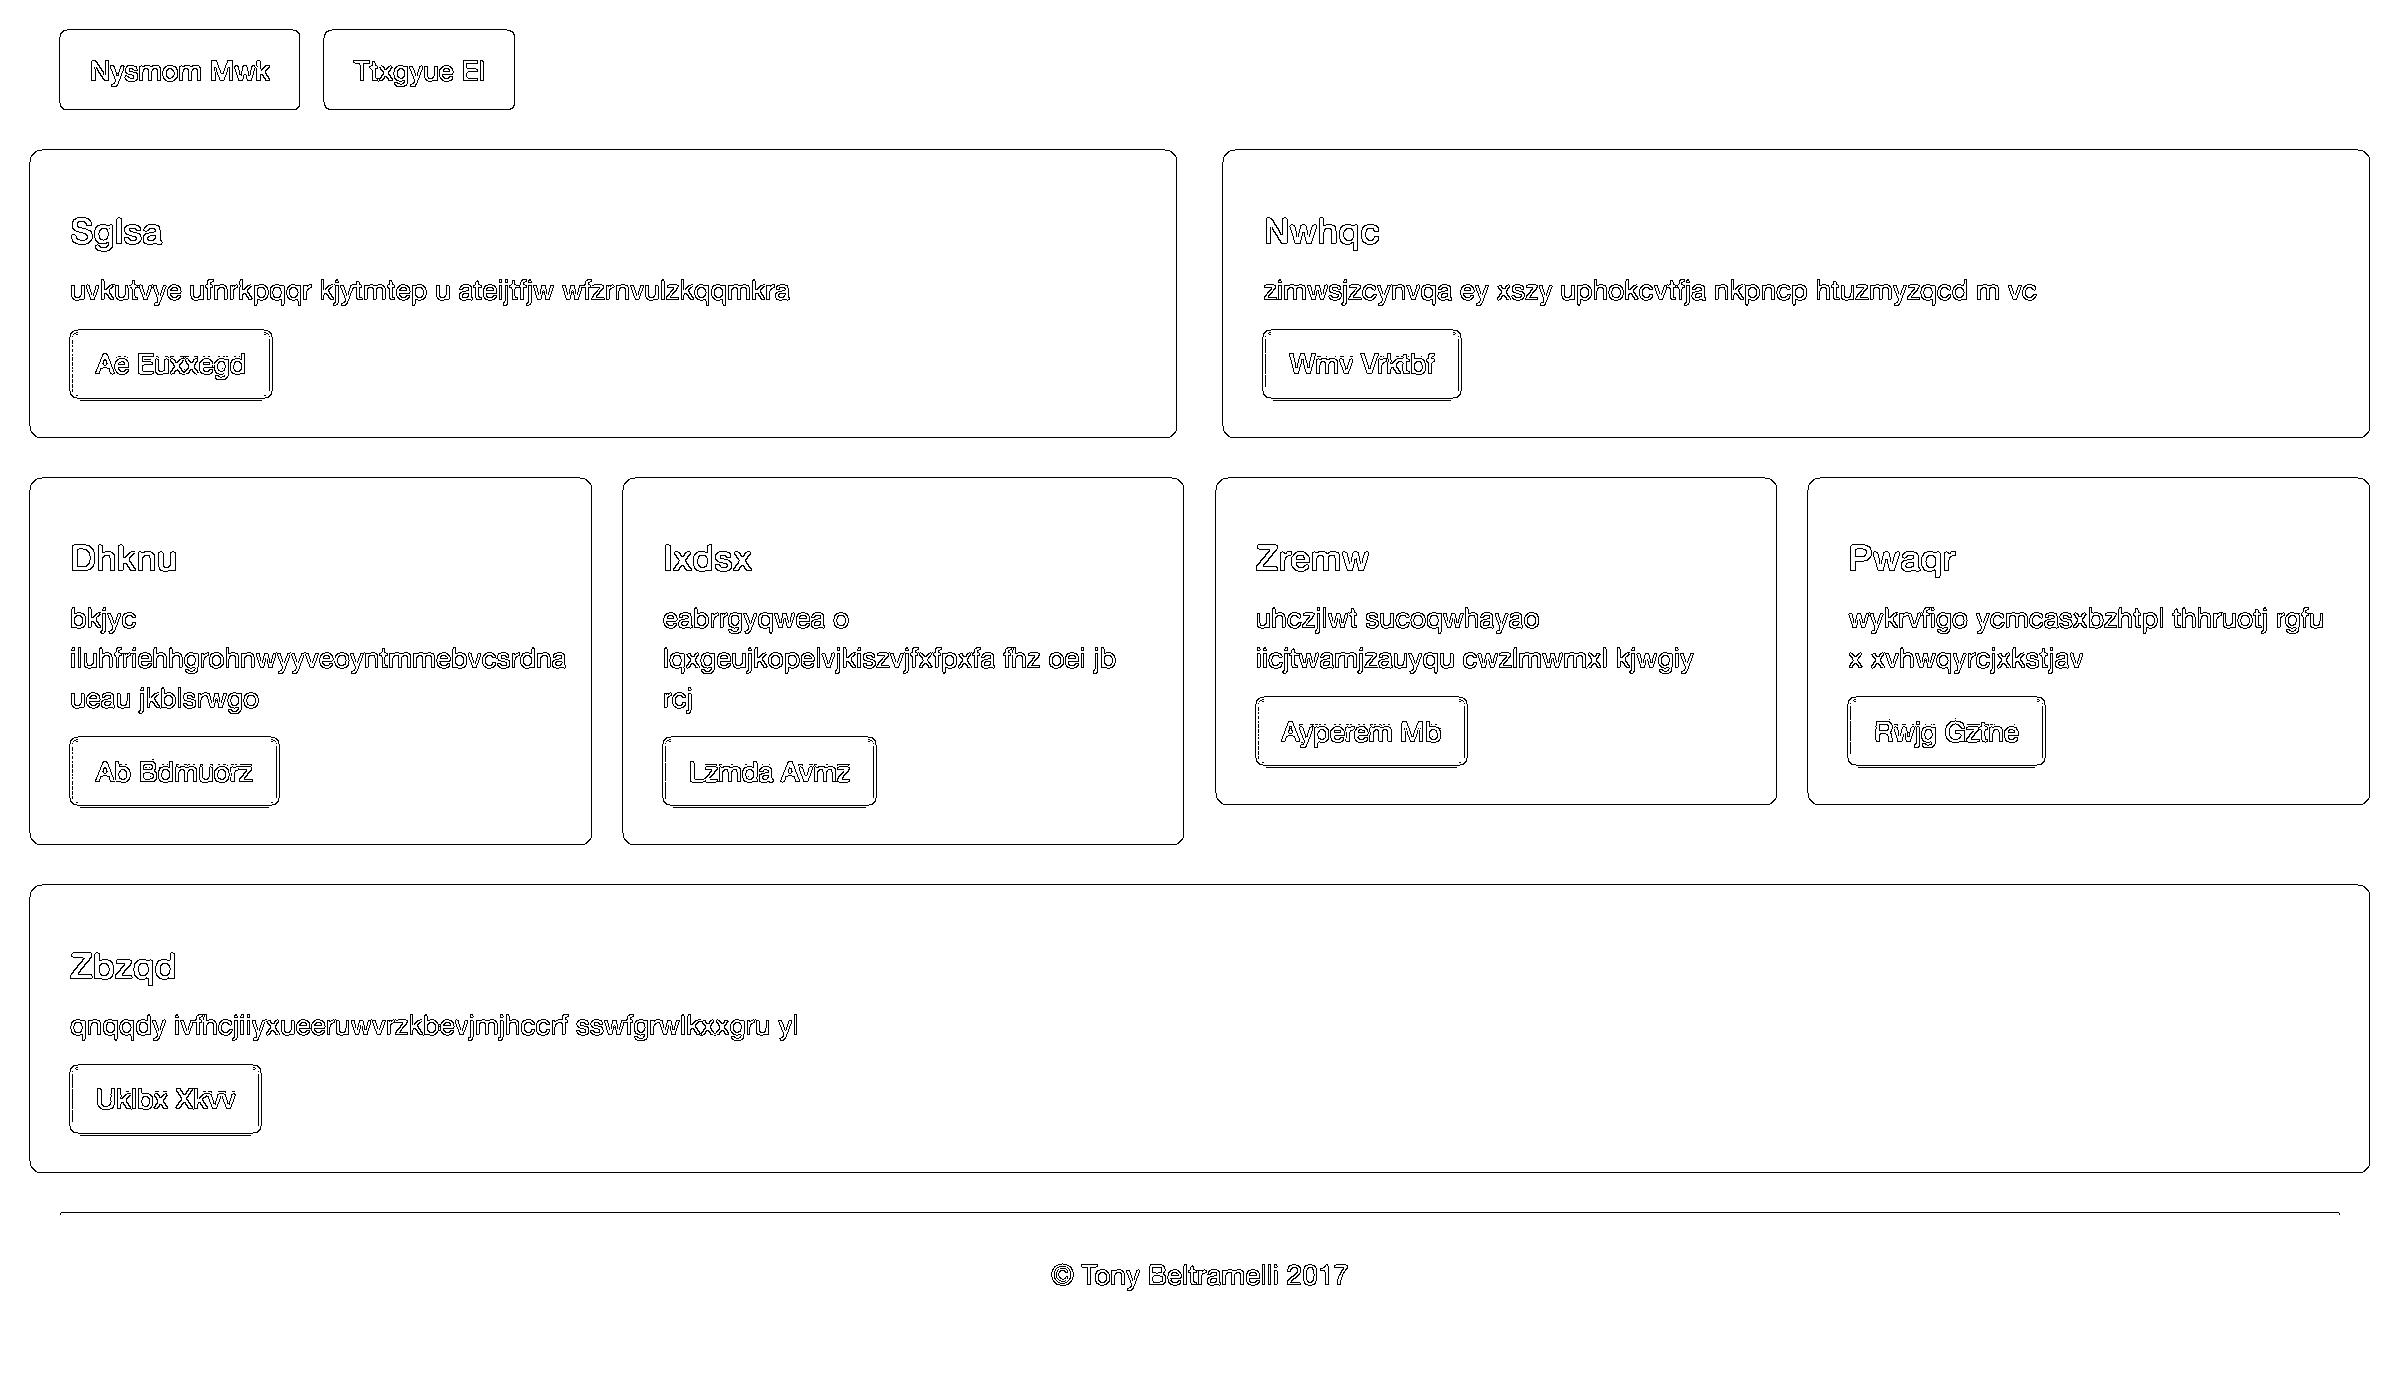 Nysmom Mwk
Ttxgyue El
Sglsa
uvkutvye ufnrkpqqr kjytmtep u ateijtfjw wfzrnvulzkqqmkra
Ae Euxxegd
Nwhqc
zimwsjzcynvqa ey xszy uphokcvtfja nkpncp htuzmyzqcd m vc
Wmv Vrktbf
Dhknu
bkjyc
iluhfriehhgrohnwyyveoyntmmebvcsrdna
ueau jkblsrwgo
Ab Bdmuorz
Ixdsx
eabrrgyqwea o
lqxgeujkopelvjkiszvjfxfpxfa fhz oei jb
rcj
Lzmda Avmz
Zremw
uhczjlwt sucoqwhayao
iicjtwamjzauyqu cwzlmwmxl kjwgiy
Ayperem Mb
Pwaqr
wykrvfigo ycmcasxbzhtpl thhruotj rgfu
x xvhwqyrcjxkstjav
Rwjg Gztne
Zbzqd
qnqqdy ivfhcjiiyxueeruwvrzkbevjmjhccrf sswfgrwlkxxgru yl
Uklbx Xkvv
© Tony Beltramelli 2017